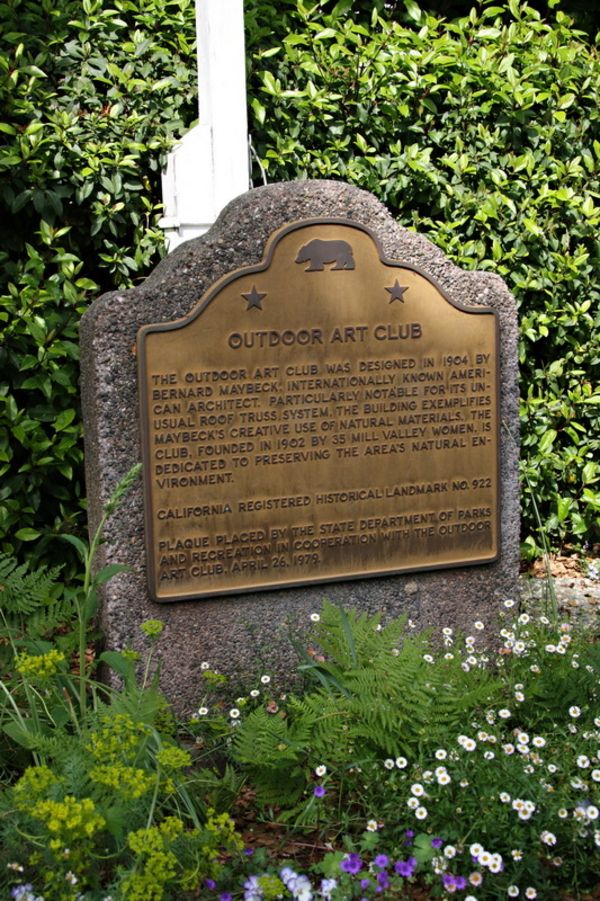 OUTDOOR ART CLUB
THE OUTDOOR ART CLUB WAS DESIGNED IN 1904 BY
BERNARD MAYBECK, INTERNATIONALLY KNOWN AMERI-
CAN ARCHITECT. PARTICULARLY NOTABLE FOR ITS UN-
USUAL ROOF TRUSS SYSTEM, THE BUILDING EXEMPLIFIES
MAYBECK'S CREATIVE USE OF NATURAL MATERIALS. THE
CLUB, FOUNDED IN 1902 BY 35 MILL VALLEY WOMEN, IS
DEDICATED TO PRESERVING THE AREA'S NATURAL EN-
VIRONMENT.
CALIFORNIA REGISTERED HISTORICAL LANDMARK NO. 922
PLAQUE PLACED BY THE STATE DEPARTMENT OF PARKS
AND RECREATION IN COOPERATION WITH THE OUTDOOR
ART CLUB, APRIL 26, 1979.